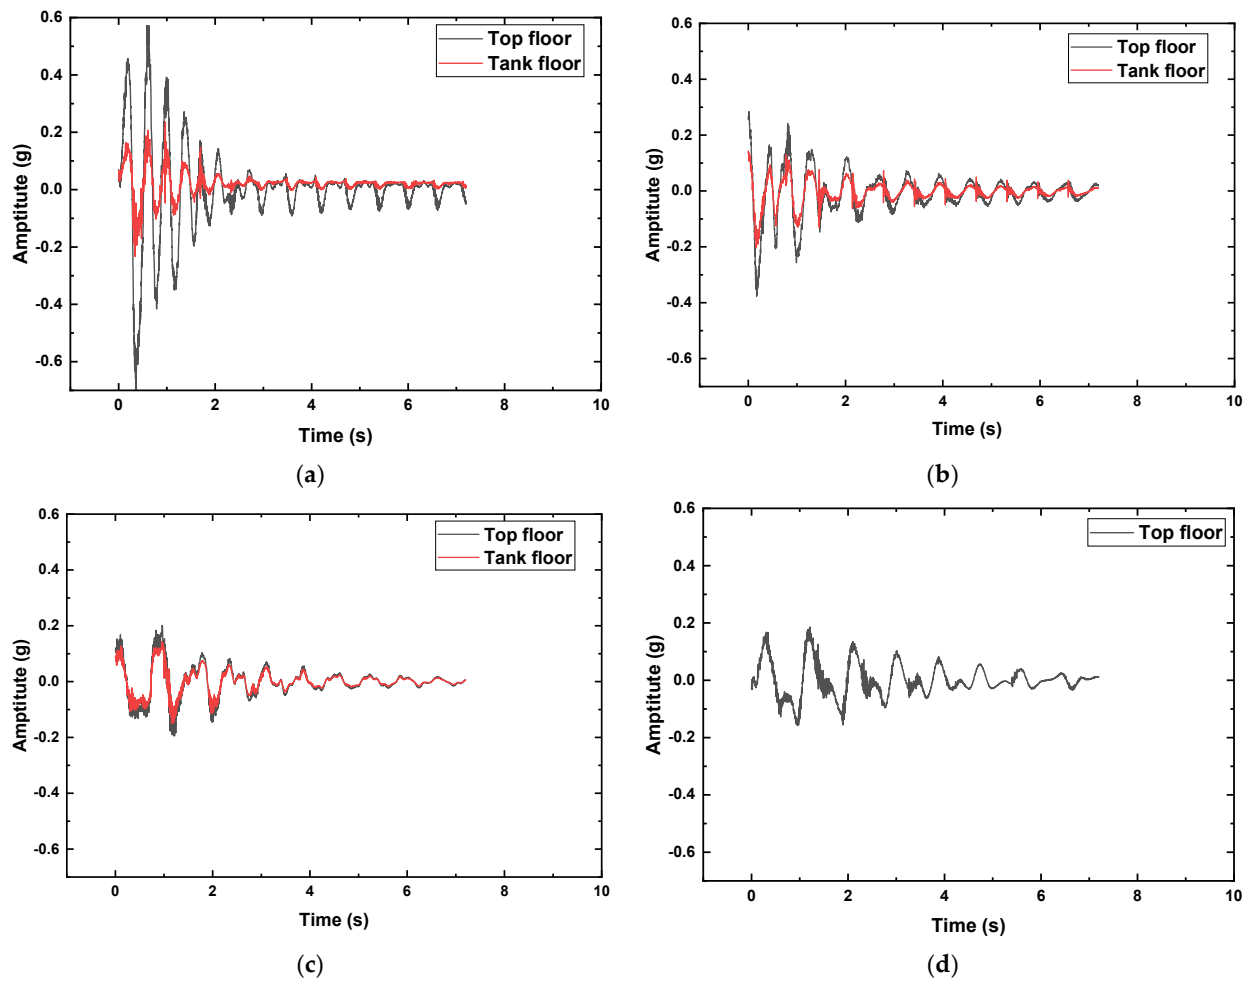 0.6
0.4
0.2
0.0
-0.2
-0.4
-0.6
Amptitute (g)
0 2 4 6 8 10
Time (s)
Top floor
Tank floor
(a)
0.6
0.4
0.2
0.0
-0.2
-0.4
-0.6
Amptitute (g)
0 2 4 6 8 10
Time (s)
Top floor
Tank floor
(b)
0.6
0.4
0.2
0.0
-0.2
-0.4
-0.6
Amptitute (g)
0 2 4 6 8 10
Time (s)
Top floor
Tank floor
(c)
0.6
0.4
0.2
0.0
-0.2
-0.4
-0.6
Amptitute (g)
0 2 4 6 8 10
Time (s)
Top floor
(d)